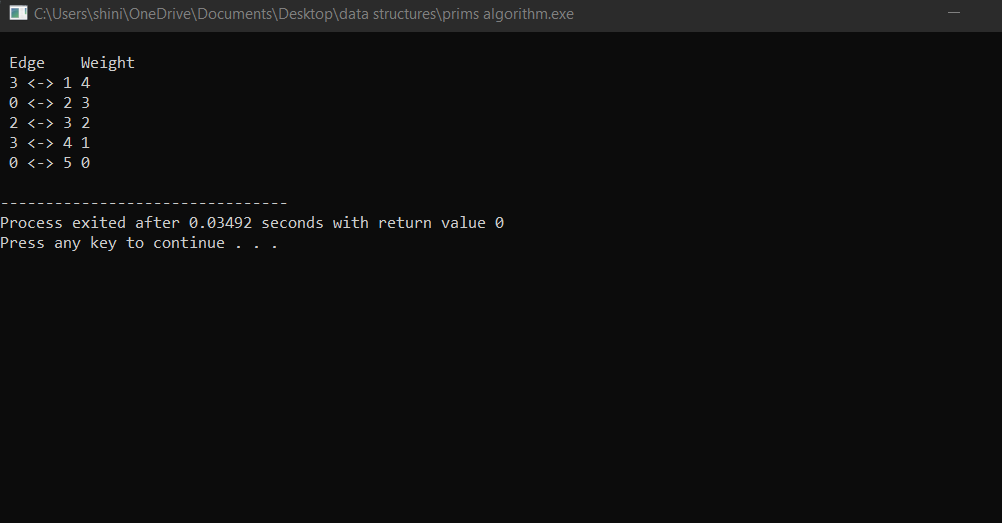 C:\Users\shini\OneDrive\Documents\Desktop\data structures\prims algorithm.exe
Edge    Weight
3 <-> 1 4
0 <-> 2 3
2 <-> 3 2
3 <-> 4 1
0 <-> 5 0
--------------------------------
Process exited after 0.03492 seconds with return value 0
Press any key to continue . . .